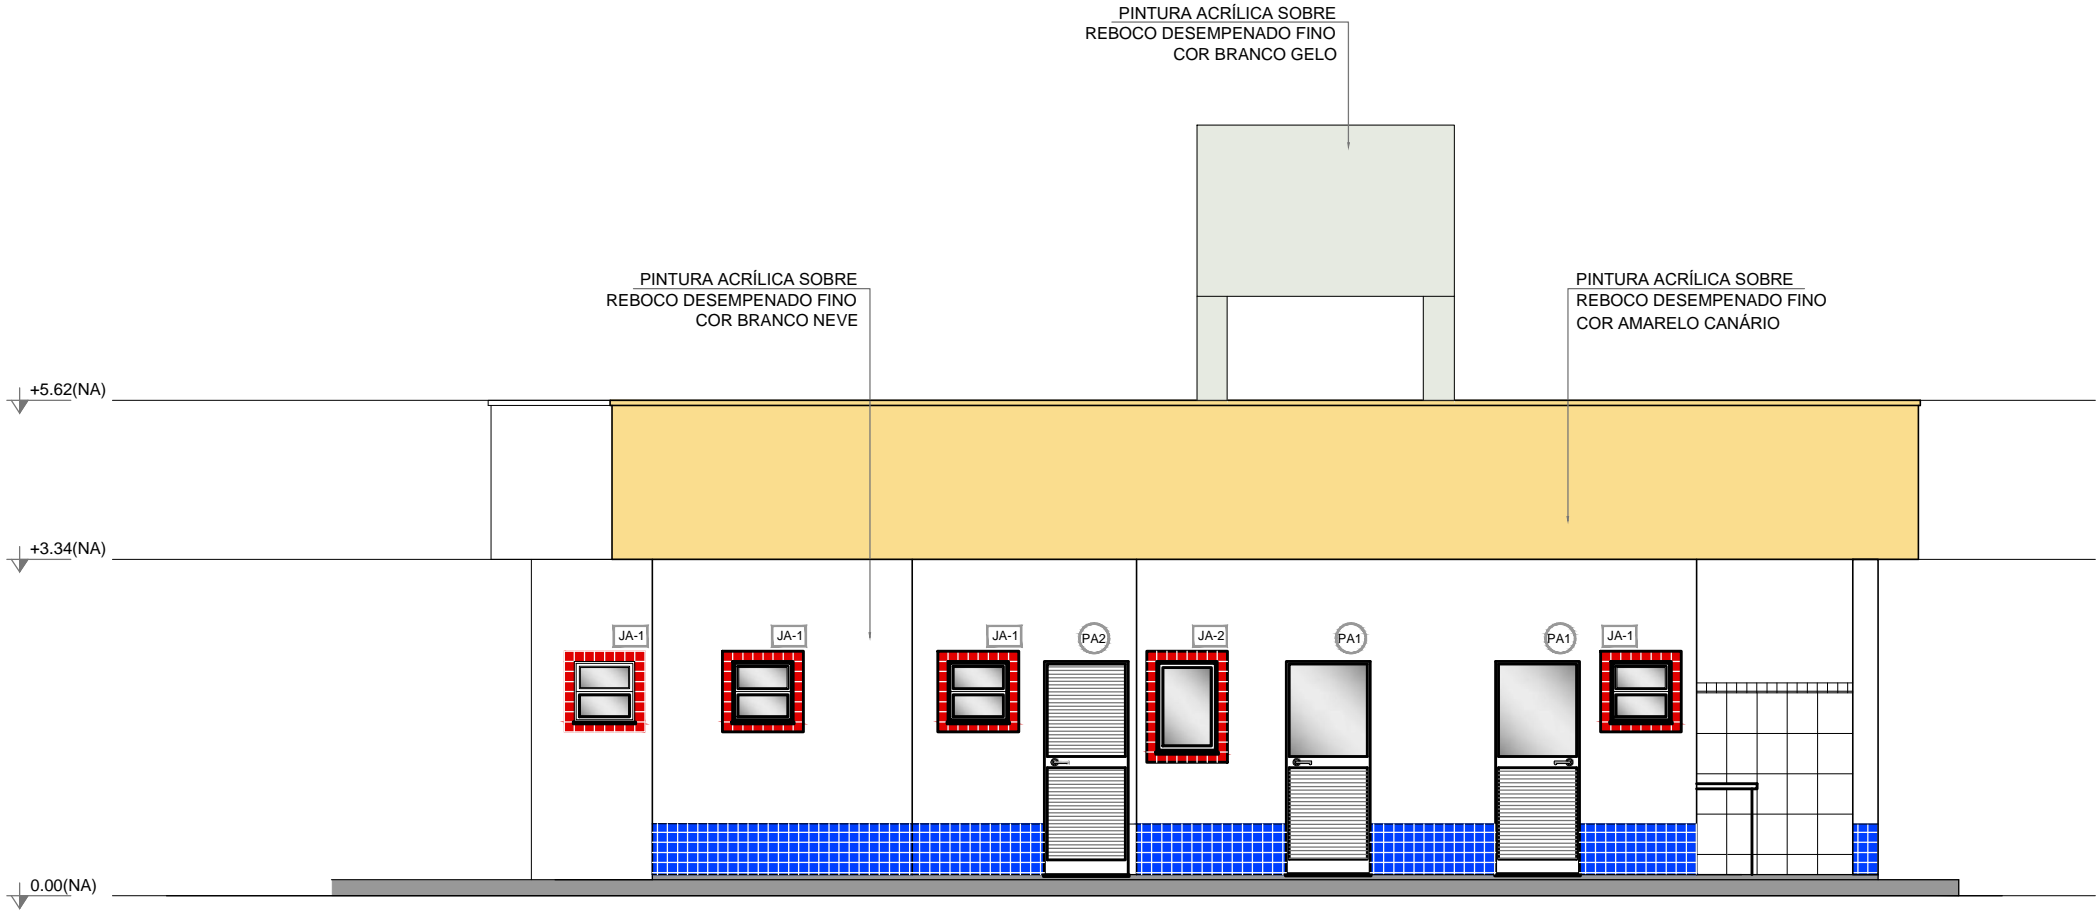 PINTURA ACRÍLICA SOBRE
REBOCO DESEMPENADO FINO
COR BRANCO GELO
PINTURA ACRÍLICA SOBRE
REBOCO DESEMPENADO FINO
COR BRANCO NEVE
PINTURA ACRÍLICA SOBRE
REBOCO DESEMPENADO FINO
COR AMARELO CANÁRIO
+5.62(NA)
+3.34(NA)
JA-1
JA-1
JA-1
PA2
JA-2
PA1
PA1
JA-1
0.00(NA)